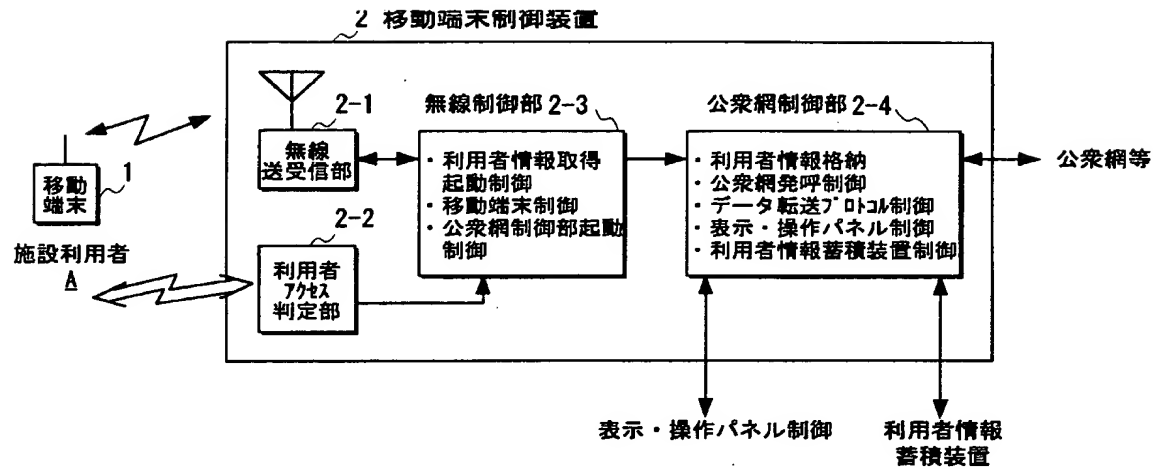 2 移動端末制御装置
2-1
無線
送受信部
無線制御部 2-3
・利用者情報取得
起動制御
・移動端末制御
・公衆網制御部起動
制御
公衆網制御部 2-4
・利用者情報格納
・公衆網発呼制御
・データ転送プロトコル制御
・表示・操作パネル制御
・利用者情報蓄積装置制御
公衆網等
1
移動
端末
施設利用者
A
2-2
利用者
アクセス
判定部
表示・操作パネル制御
利用者情報
蓄積装置